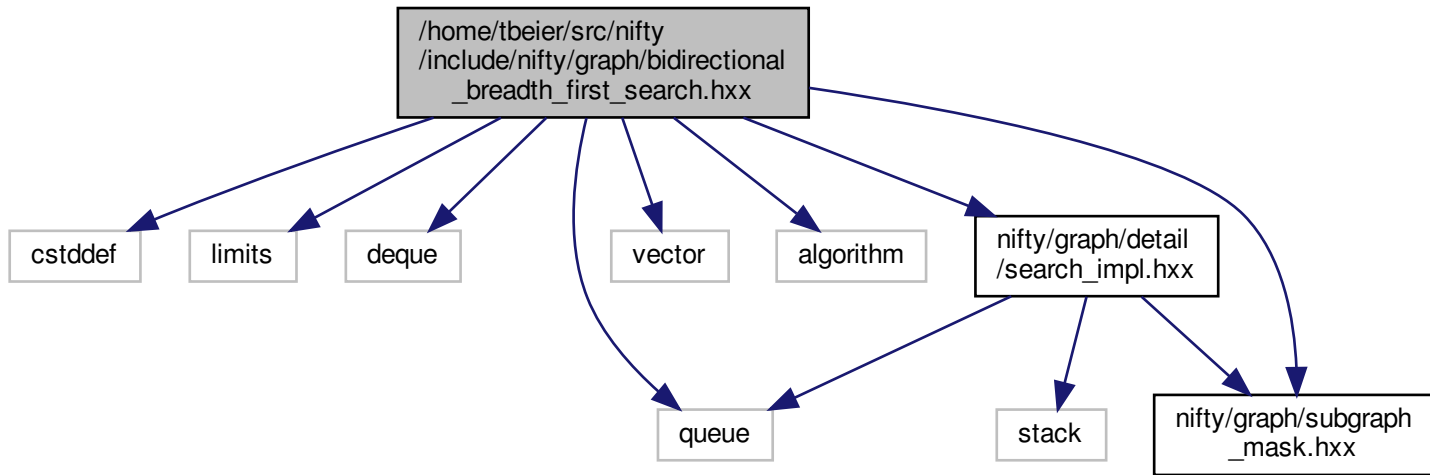 /home/tbeier/src/nifty
/include/nifty/graph/bidirectional
_breadth_first_search.hxx
cstddef
limits
deque
vector
algorithm
nifty/graph/detail
/search_impl.hxx
queue
stack
nifty/graph/subgraph
_mask.hxx